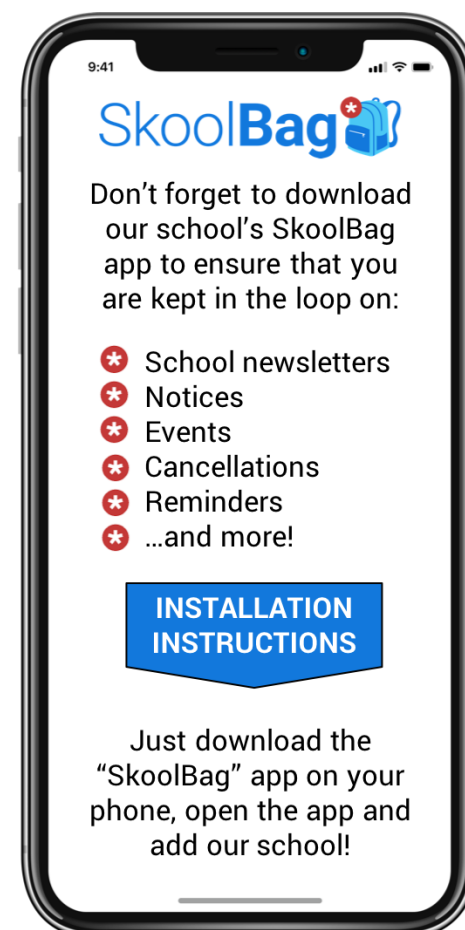 9:41
SkoolBag
Don’t forget to download
our school’s SkoolBag
app to ensure that you
are kept in the loop on:
School newsletters
Notices
Events
Cancellations
Reminders
...and more!
INSTALLATION
INSTRUCTIONS
Just download the
“SkoolBag” app on your
phone, open the app and
add our school!